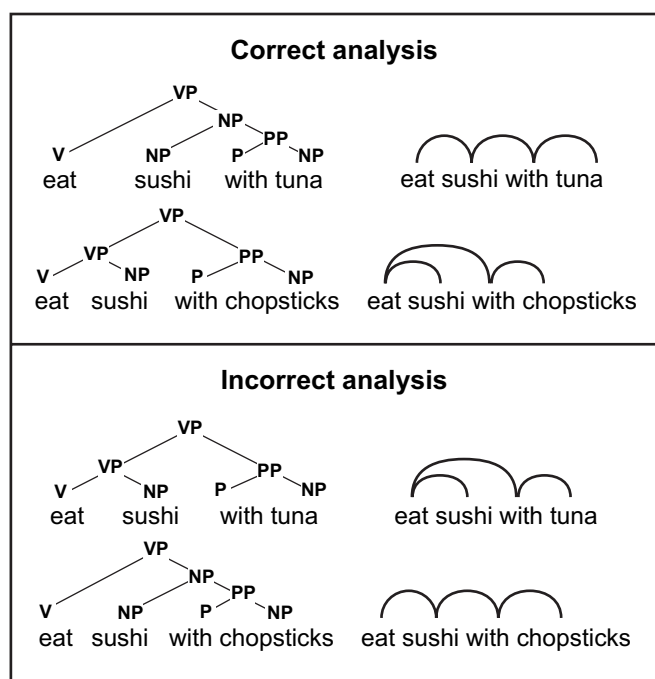 Correct analysis
VP
NP
PP
V NP P NP
eat sushi with tuna
eat sushi with tuna
VP
VP PP
V NP P NP
eat sushi with chopsticks
eat sushi with chopsticks
Incorrect analysis
VP
VP PP
V NP P NP
eat sushi with tuna
eat sushi with tuna
VP
NP
PP
V NP P NP
eat sushi with chopsticks
eat sushi with chopsticks